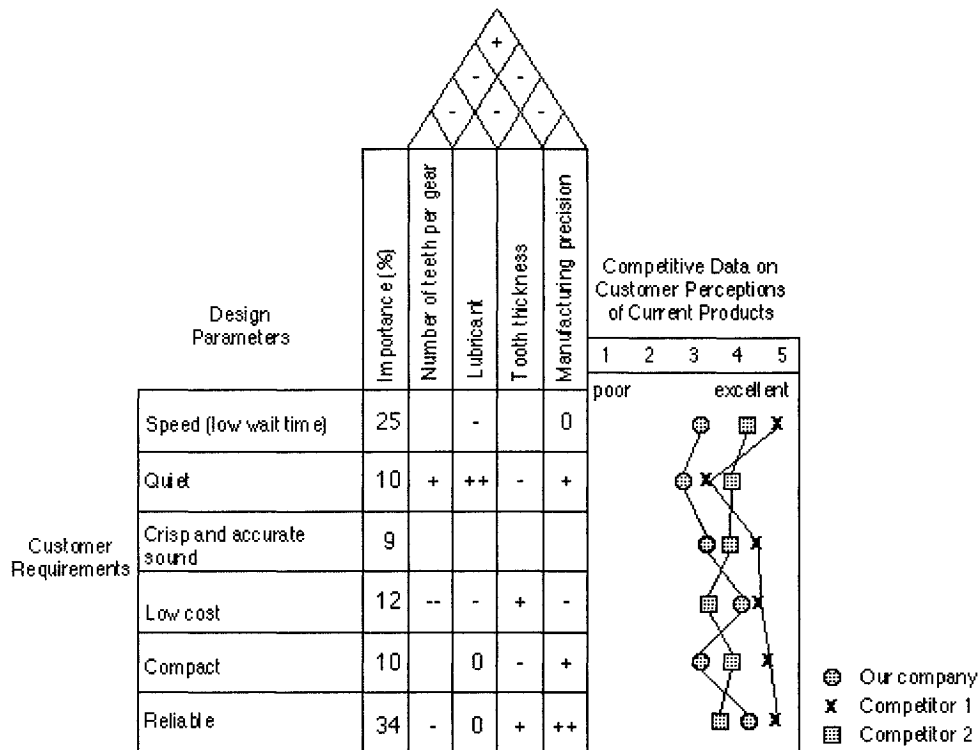 +
- -
- - -
Importance (%)
Number of teeth per gear
Lubricant
Tooth thickness
Manufacturing precision
Competitive Data on
Customer Perceptions
of Current Products
Design
Parameters
1 2 3 4 5
poor excellent
Speed (low wait time) 25 - 0
Quiet 10 + ++ - +
Crisp and accurate
sound 9
Customer
Requirements
Low cost 12 -- - + -
Compact 10 0 - +
Reliable 34 - 0 + ++
Our company
Competitor 1
Competitor 2